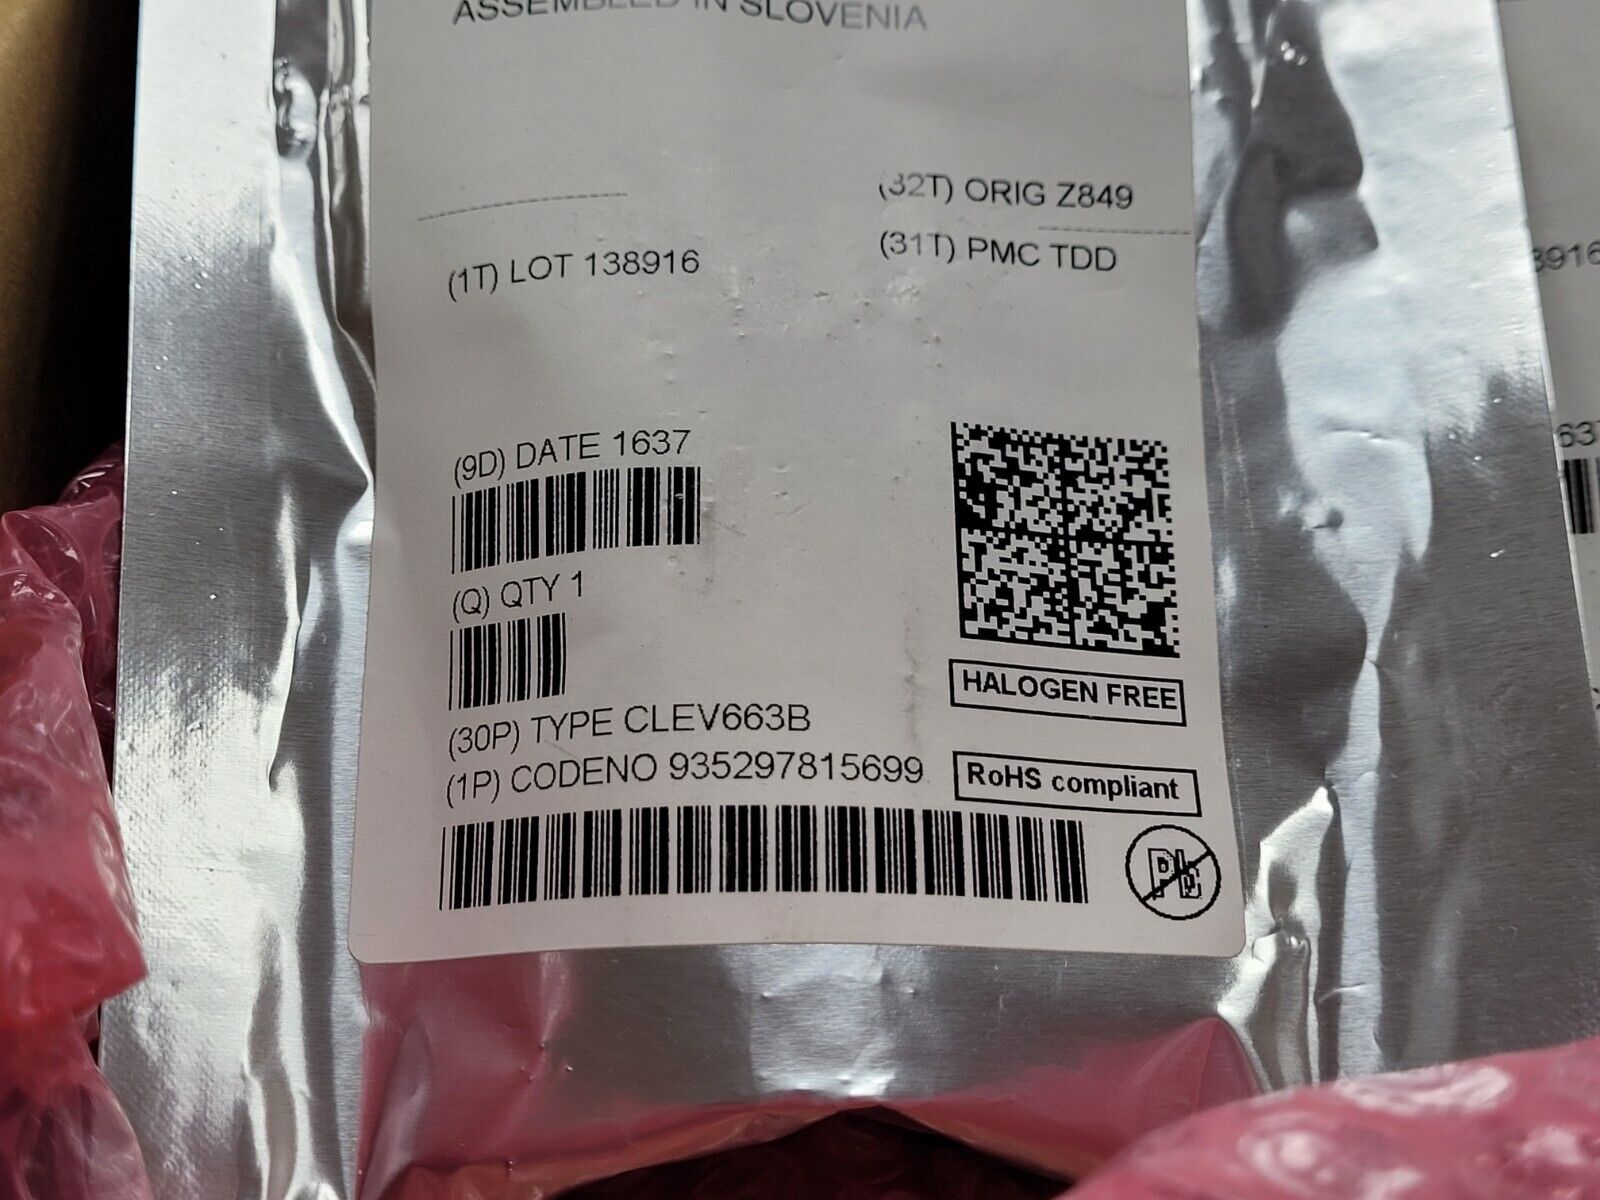 ASSEMBLED IN SLOVENIA
(32T) ORIG Z849
(1T) LOT 138916
(31T) PMC TDD
(9D) DATE 1637
(Q) QTY 1
(30P) TYPE CLEV663B
(1P) CODENO 935297815699
HALOGEN FREE
RoHS compliant
Pb